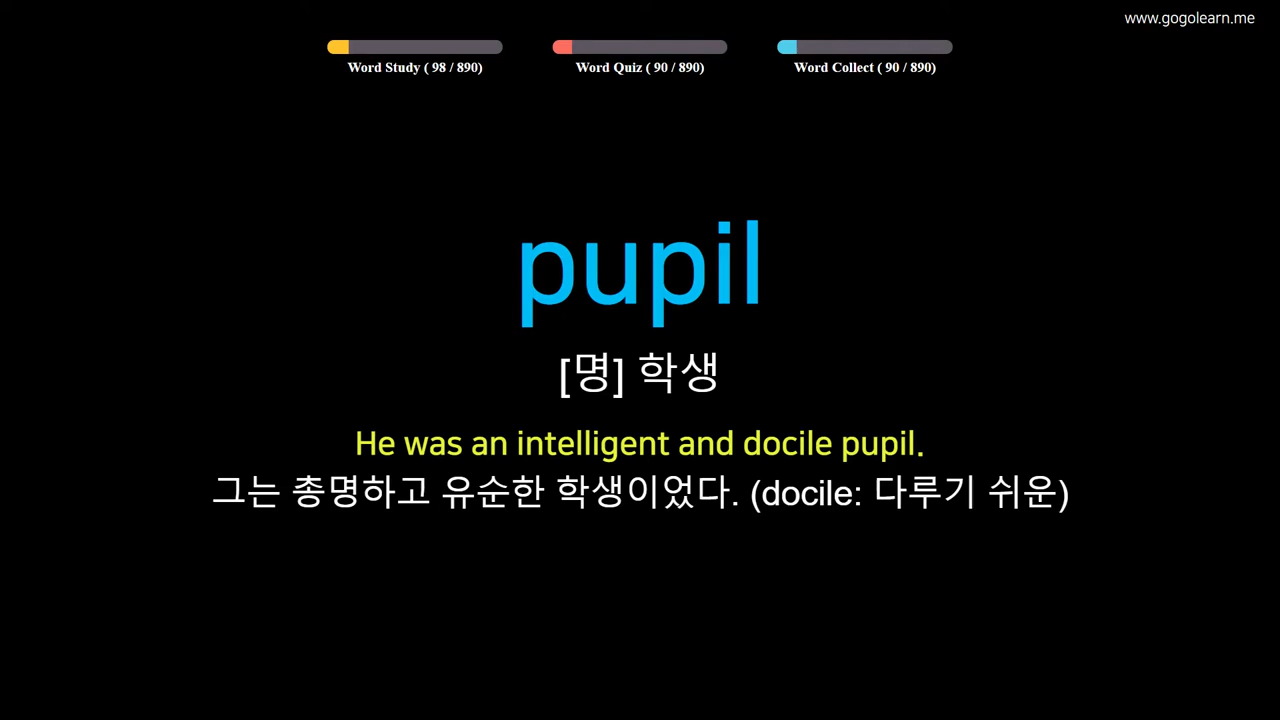 www.gogolearn.me
Word Study ( 98 / 890)
Word Quiz ( 90 / 890)
Word Collect ( 90 / 890)
pupil
[명] 학생
He was an intelligent and docile pupil.
그는 총명하고 유순한 학생이었다. (docile: 다루기 쉬운)